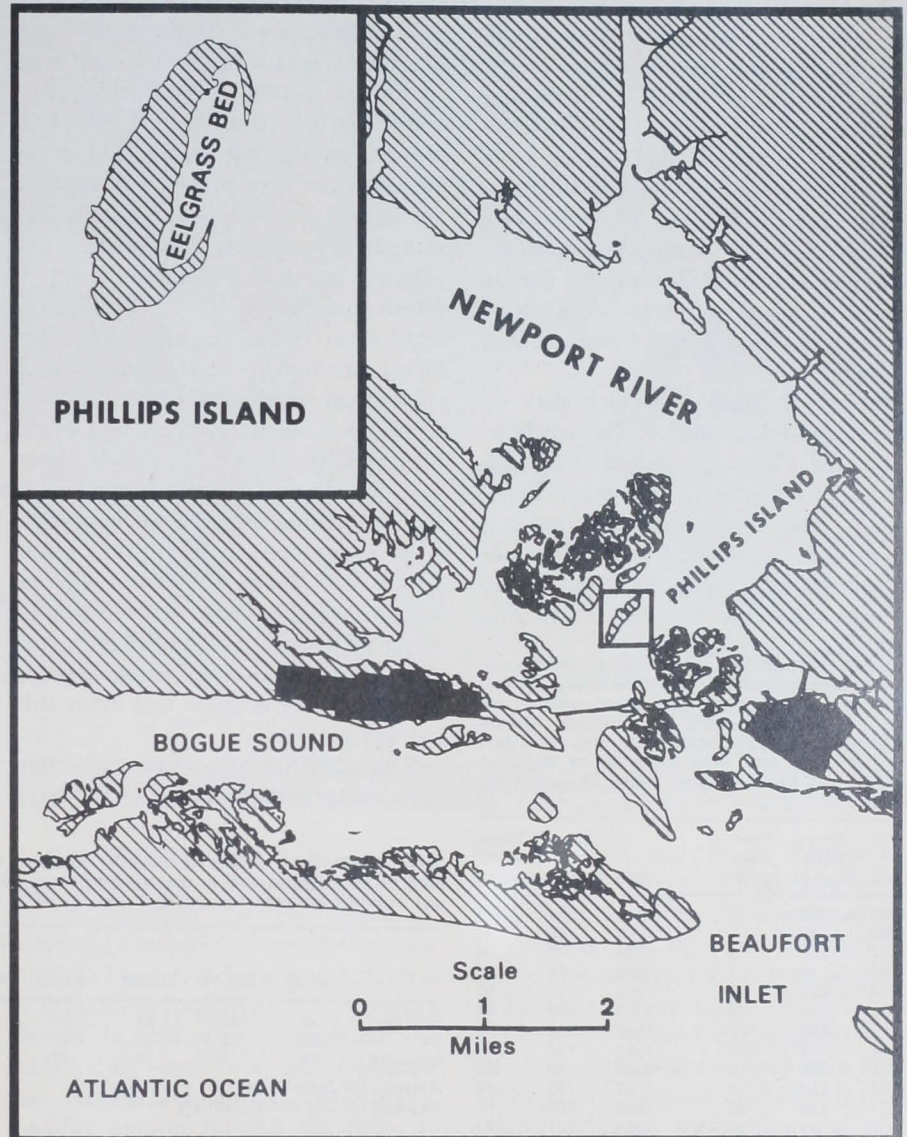 EELGRASS BED
PHILLIPS ISLAND
NEWPORT RIVER
PHILLIPS ISLAND
BOGUE SOUND
BEAUFORT
INLET
Scale
0 1 2
Miles
ATLANTIC OCEAN